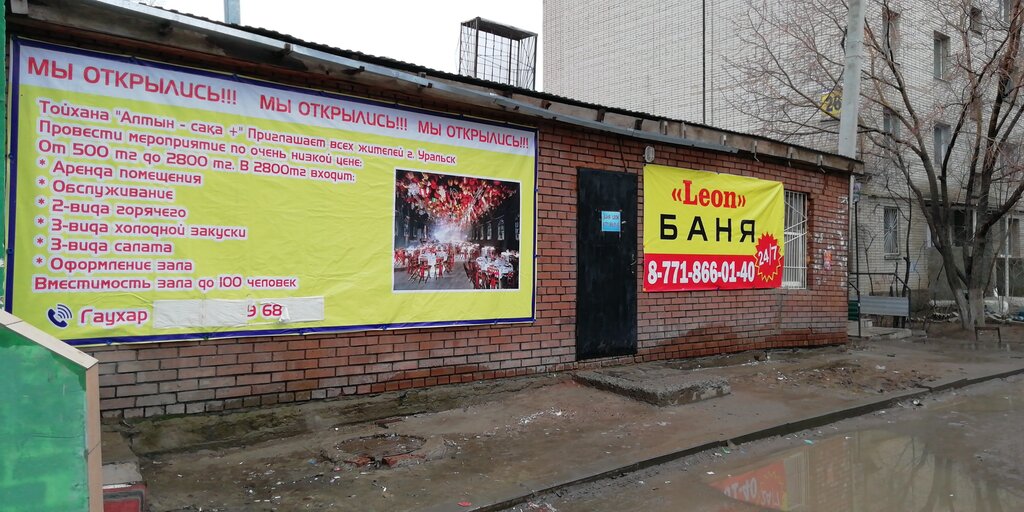 МЫ ОТКРЫЛИСЬ!!! МЫ ОТКРЫЛИСЬ!!! МЫ ОТКРЫЛИСЬ!!!
Тойхана "Алтын - сақа +" Приглашает всех жителей г. Уральск
Провести мероприятие по очень низкой цене:
От 500 тг до 2800 тг. В 2800тг входит:
* Аренда помещения
* Обслуживание
* 2-вида горячего
* 3-вида холодной закуски
* 3-вида салата
* Оформление зала
Вместимость зала до 100 человек
Гаухар 68
«Leon»
БАНЯ
24/7
8-771-866-01-40